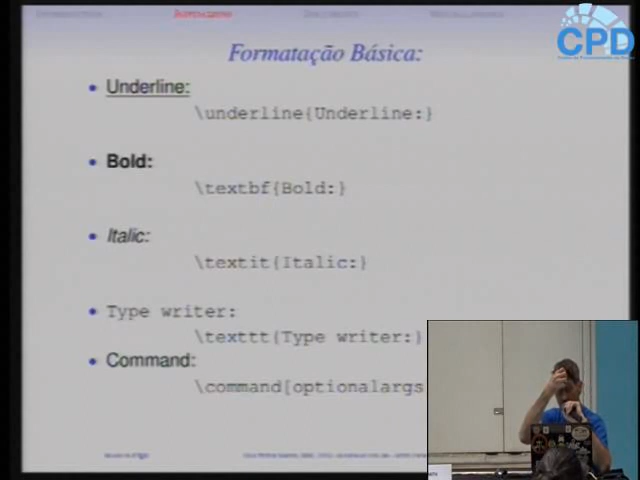 CPD
Formatação Básica:
• Underline:
\underline{Underline:}
• Bold:
\textbf{Bold:}
• Italic:
\textit{Italic:}
• Type writer:
\texttt{Type writer:}
• Command:
\command[optionalargs